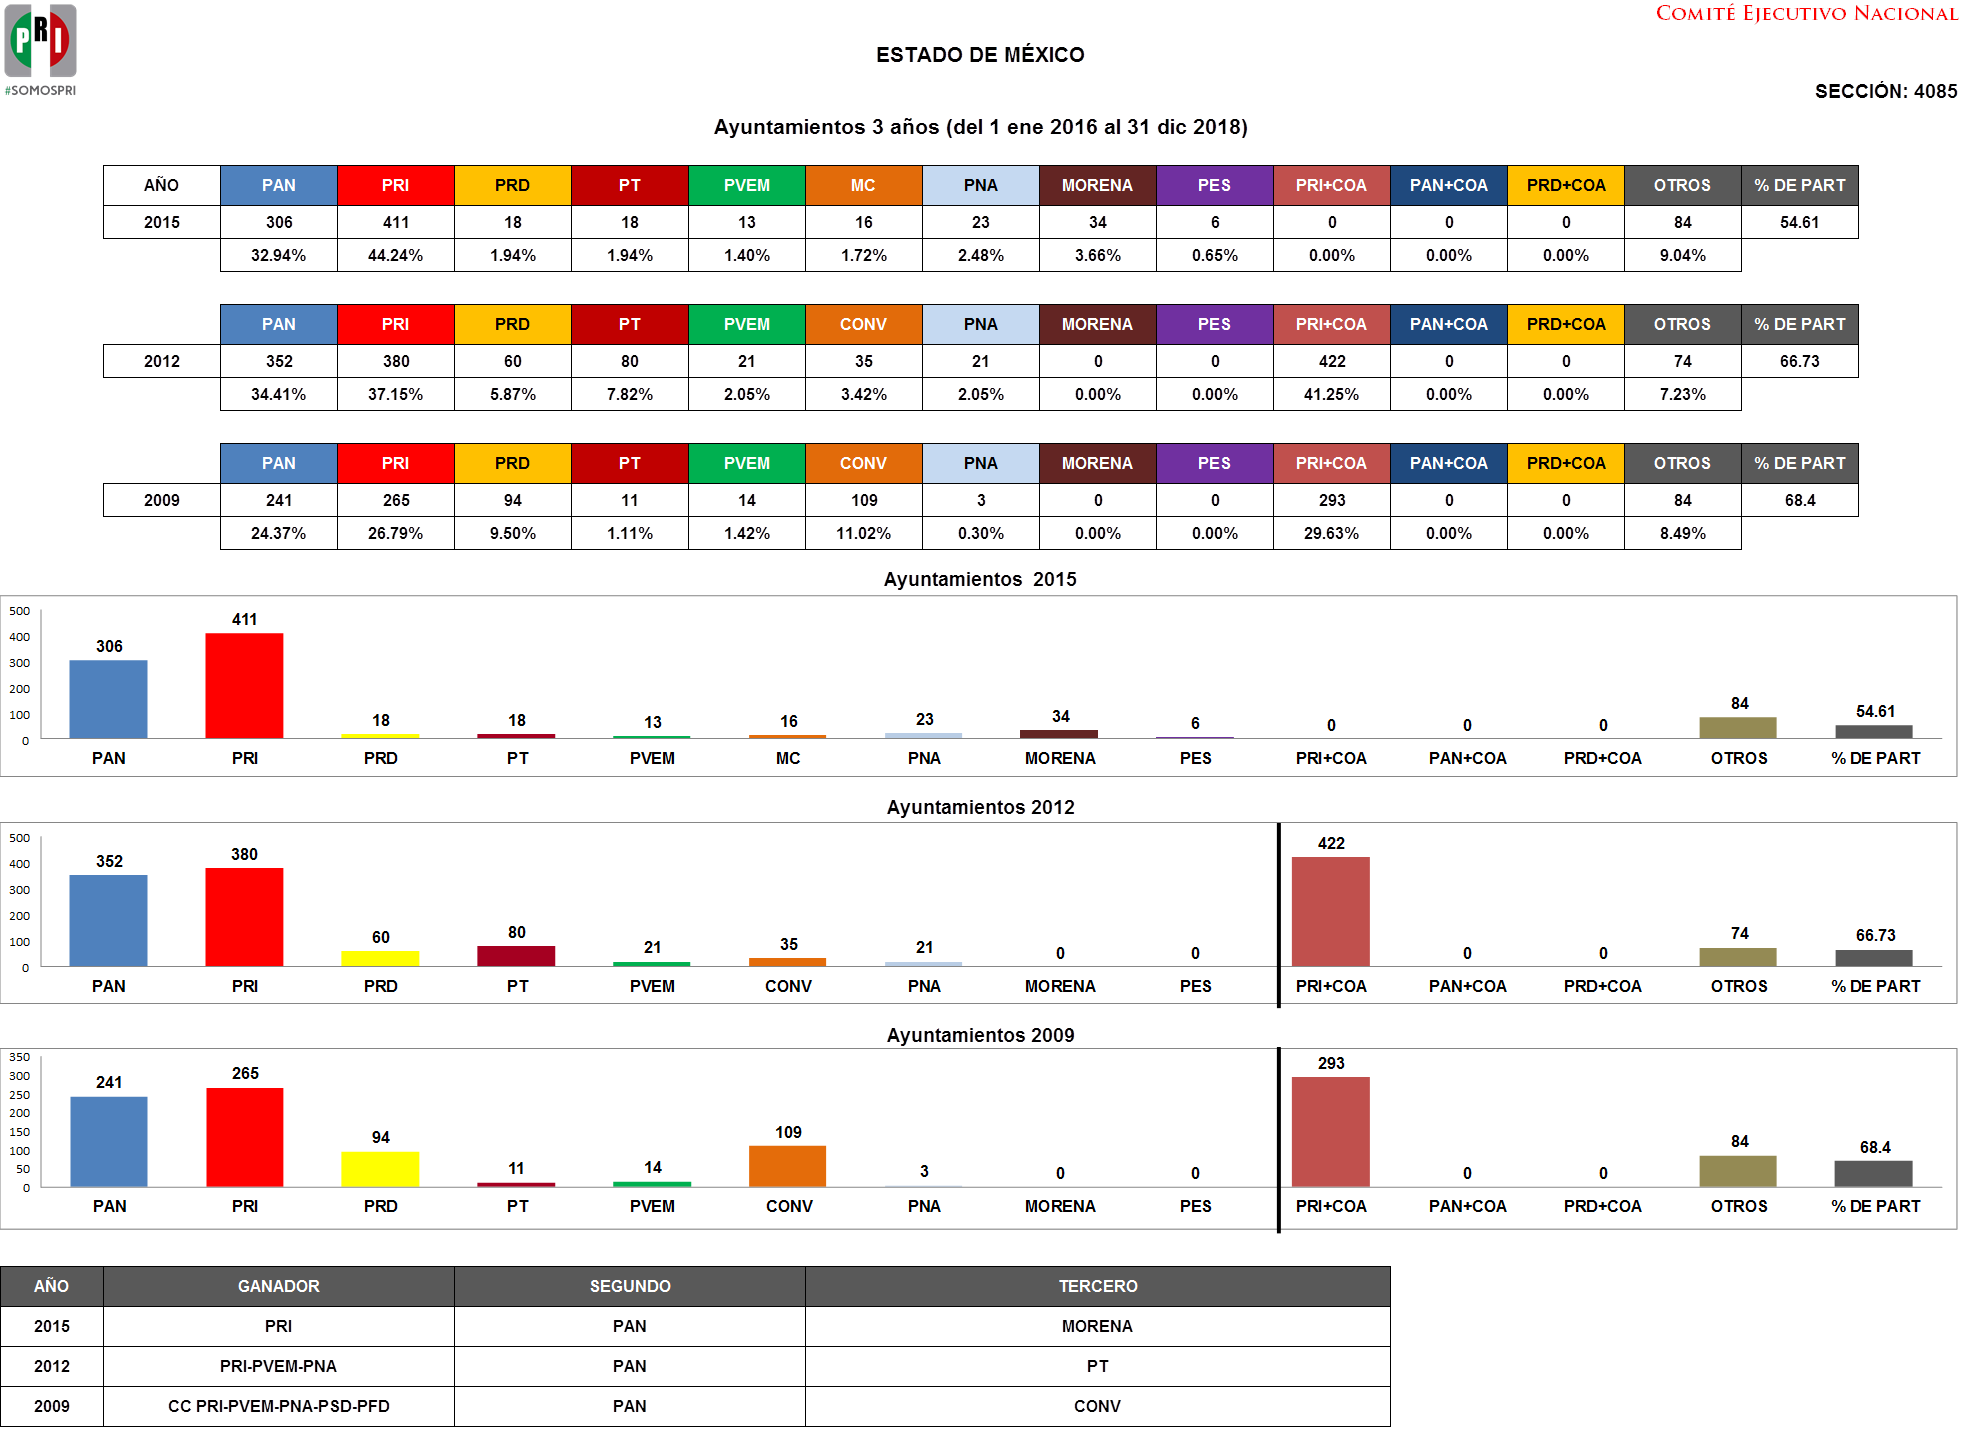 PRI
#SOMOSPRI
COMITÉ EJECUTIVO NACIONAL
ESTADO DE MÉXICO
SECCIÓN: 4085
Ayuntamientos 3 años (del 1 ene 2016 al 31 dic 2018)
AÑO PAN PRI PRD PT PVEM MC PNA MORENA PES PRI+COA PAN+COA PRD+COA OTROS % DE PART
2015 306 411 18 18 13 16 23 34 6 0 0 0 84 54.61
32.94% 44.24% 1.94% 1.94% 1.40% 1.72% 2.48% 3.66% 0.65% 0.00% 0.00% 0.00% 9.04%
PAN PRI PRD PT PVEM CONV PNA MORENA PES PRI+COA PAN+COA PRD+COA OTROS % DE PART
2012 352 380 60 80 21 35 21 0 0 422 0 0 74 66.73
34.41% 37.15% 5.87% 7.82% 2.05% 3.42% 2.05% 0.00% 0.00% 41.25% 0.00% 0.00% 7.23%
PAN PRI PRD PT PVEM CONV PNA MORENA PES PRI+COA PAN+COA PRD+COA OTROS % DE PART
2009 241 265 94 11 14 109 3 0 0 293 0 0 84 68.4
24.37% 26.79% 9.50% 1.11% 1.42% 11.02% 0.30% 0.00% 0.00% 29.63% 0.00% 0.00% 8.49%
Ayuntamientos 2015
500
400
300
200
100
0
306 411 18 18 13 16 23 34 6 0 0 0 84 54.61
PAN PRI PRD PT PVEM MC PNA MORENA PES PRI+COA PAN+COA PRD+COA OTROS % DE PART
Ayuntamientos 2012
500
400
300
200
100
0
352 380 60 80 21 35 21 0 0 422 0 0 74 66.73
PAN PRI PRD PT PVEM CONV PNA MORENA PES PRI+COA PAN+COA PRD+COA OTROS % DE PART
Ayuntamientos 2009
350
300
250
200
150
100
50
0
241 265 94 11 14 109 3 0 0 293 0 0 84 68.4
PAN PRI PRD PT PVEM CONV PNA MORENA PES PRI+COA PAN+COA PRD+COA OTROS % DE PART
AÑO GANADOR SEGUNDO TERCERO
2015 PRI PAN MORENA
2012 PRI-PVEM-PNA PAN PT
2009 CC PRI-PVEM-PNA-PSD-PFD PAN CONV